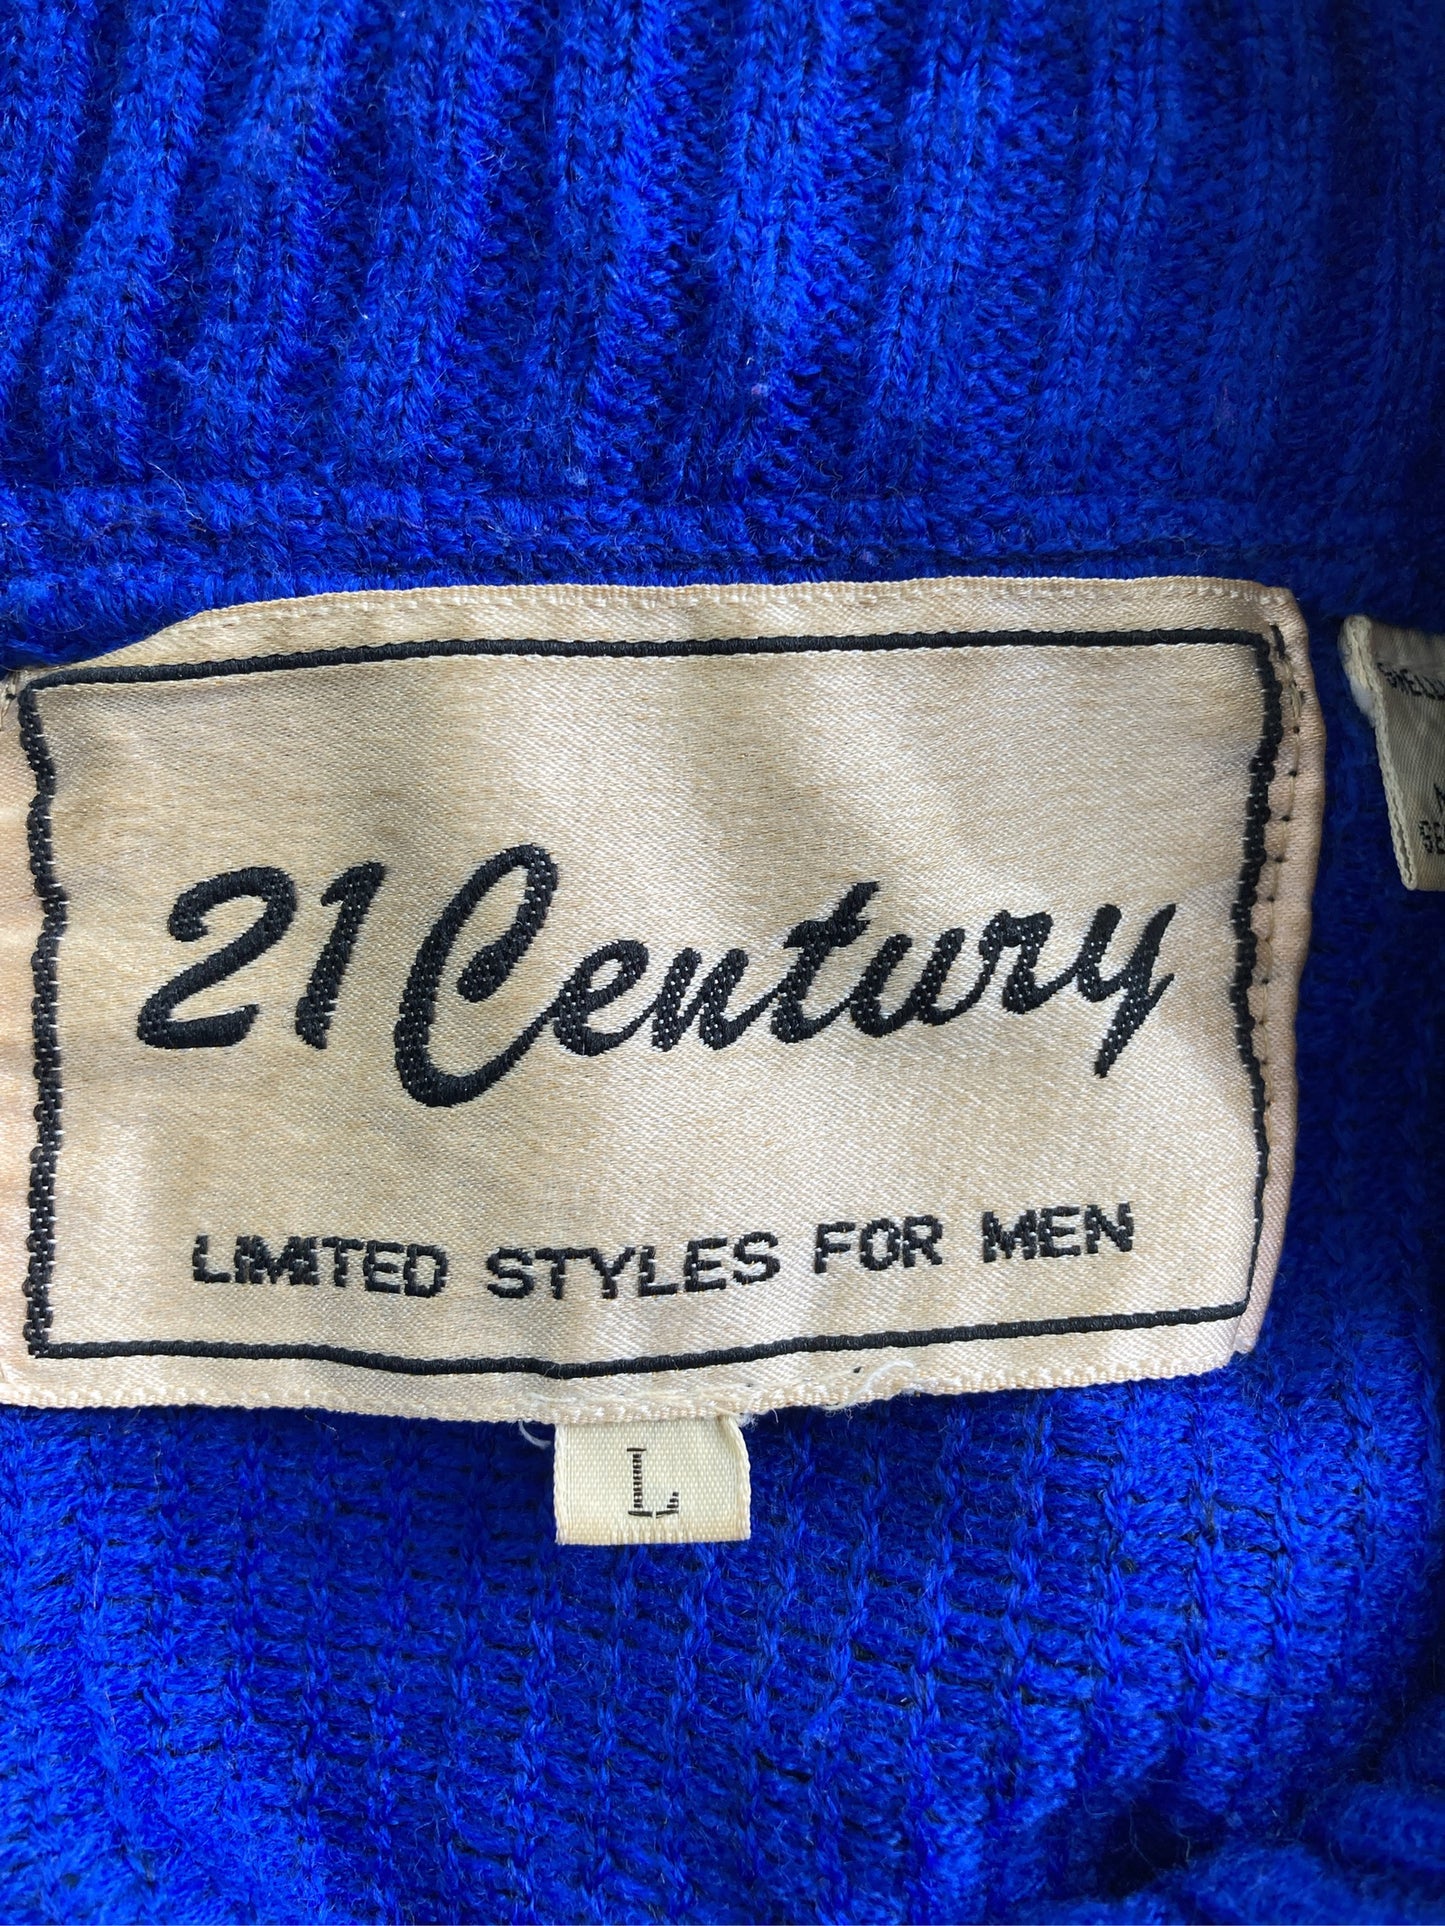 21 Century
LIMITED STYLES FOR MEN
L